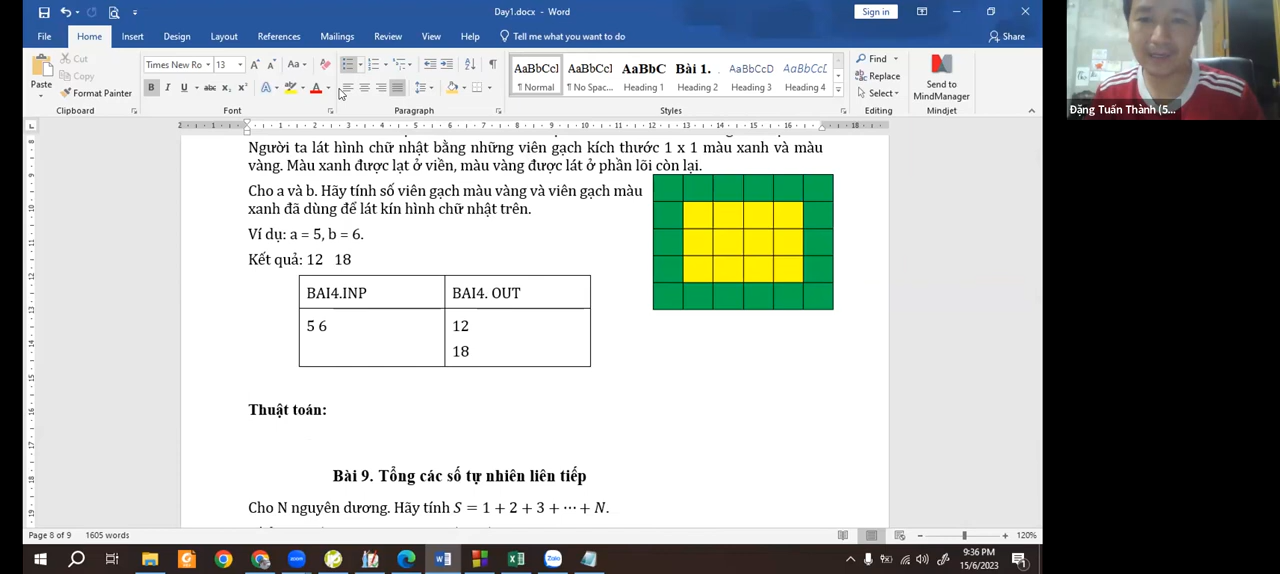 Day1.docx - Word
Sign in
File Home Insert Design Layout References Mailings Review View Help Tell me what you want to do Share
Cut
Copy
Format Painter
Paste
Clipboard
Times New Ro 13
Font
Paragraph
AaBbCcI AaBbCcI AaBbC Bài 1. AaBbCcD AaBbCcL
¶ Normal ¶ No Spac... Heading 1 Heading 2 Heading 3 Heading 4
Styles
Find
Replace
Select
Editing
Send to
MindManager
Mindjet
Đặng Tuấn Thành (5...
Người ta lát hình chữ nhật bằng những viên gạch kích thước 1 x 1 màu xanh và màu
vàng. Màu xanh được lạt ở viền, màu vàng được lát ở phần lõi còn lại.
Cho a và b. Hãy tính số viên gạch màu vàng và viên gạch màu
xanh đã dùng để lát kín hình chữ nhật trên.
Ví dụ: a = 5, b = 6.
Kết quả: 12 18
BAI4.INP BAI4. OUT
5 6 12
18
Thuật toán:
Bài 9. Tổng các số tự nhiên liên tiếp
Cho N nguyên dương. Hãy tính S = 1 + 2 + 3 + ⋯ + N.
Page 8 of 9 1605 words
120%
9:36 PM
15/6/2023